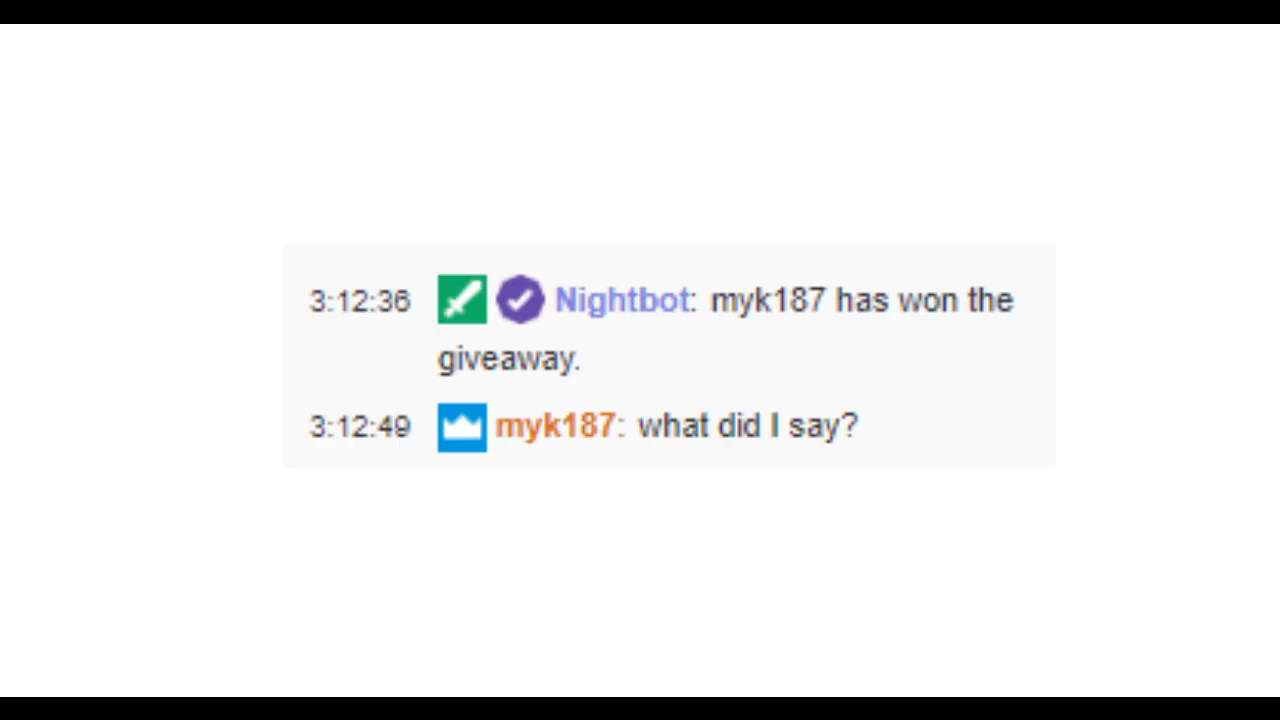 3:12:36 Nightbot: myk187 has won the
giveaway.
3:12:49 myk187: what did I say?